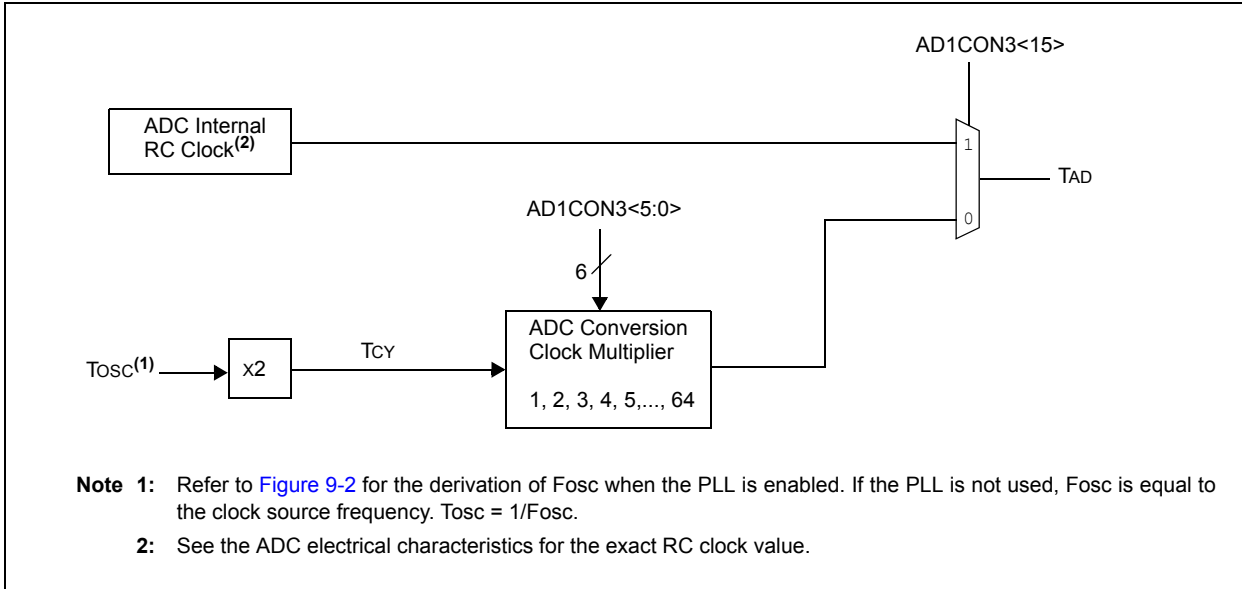 AD1CON3<15>
ADC Internal
RC Clock(2)
1
TAD
AD1CON3<5:0>
0
6
ADC Conversion
Clock Multiplier
TOSC(1)
x2
TCY
1, 2, 3, 4, 5,..., 64
Note 1: Refer to Figure 9-2 for the derivation of Fosc when the PLL is enabled. If the PLL is not used, Fosc is equal to
the clock source frequency. Tosc = 1/Fosc.
2: See the ADC electrical characteristics for the exact RC clock value.